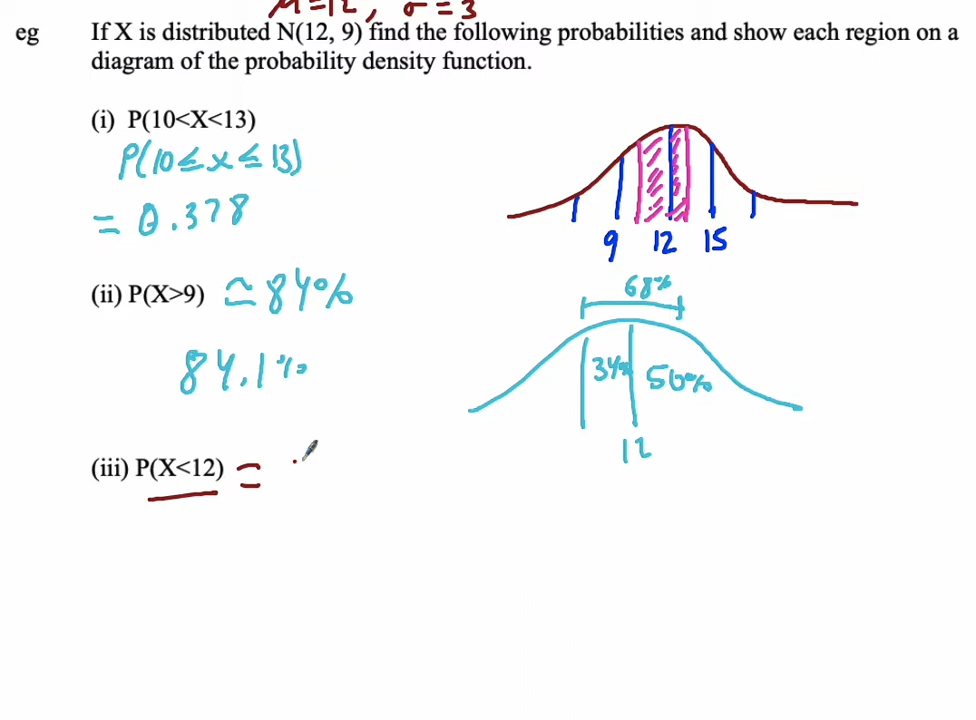 μ=12, σ=3
eg If X is distributed N(12, 9) find the following probabilities and show each region on a
diagram of the probability density function.
(i) P(10<X<13)
P(10≤x≤13)
= 0.378
9 12 15
(ii) P(X>9) ≃84%
84.1%
68%
34% 50%
12
(iii) P(X<12) =